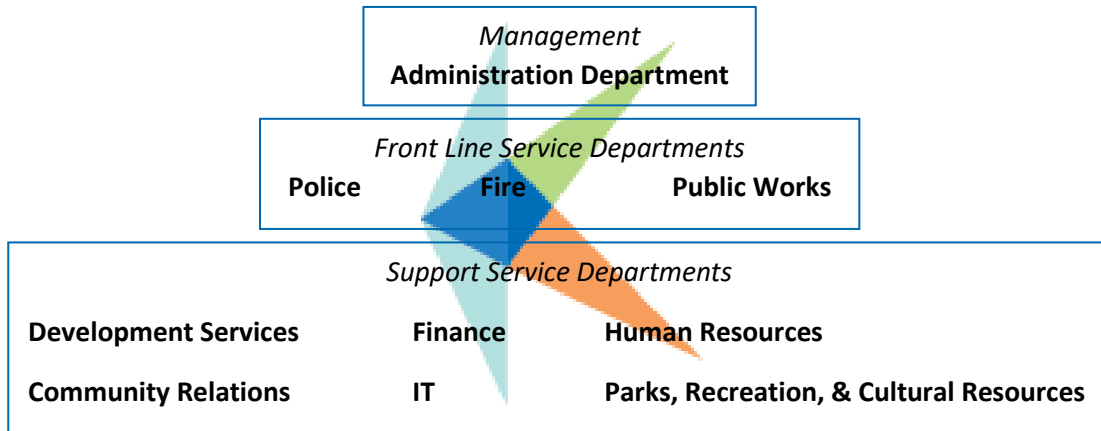 Management
Administration Department
Front Line Service Departments
Police Fire Public Works
Support Service Departments
Development Services Finance Human Resources
Community Relations IT Parks, Recreation, & Cultural Resources